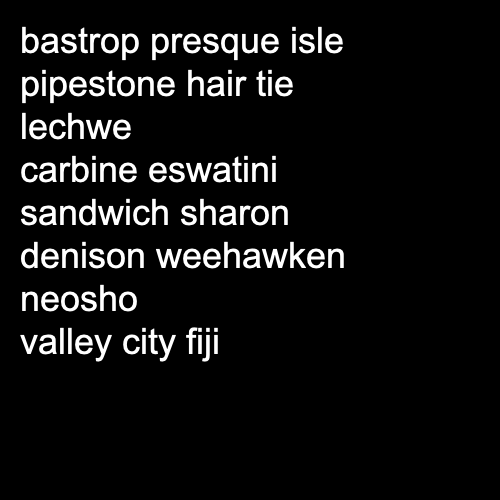 bastrop presque isle
pipestone hair tie
lechwe
carbine eswatini
sandwich sharon
denison weehawken
neosho
valley city fiji